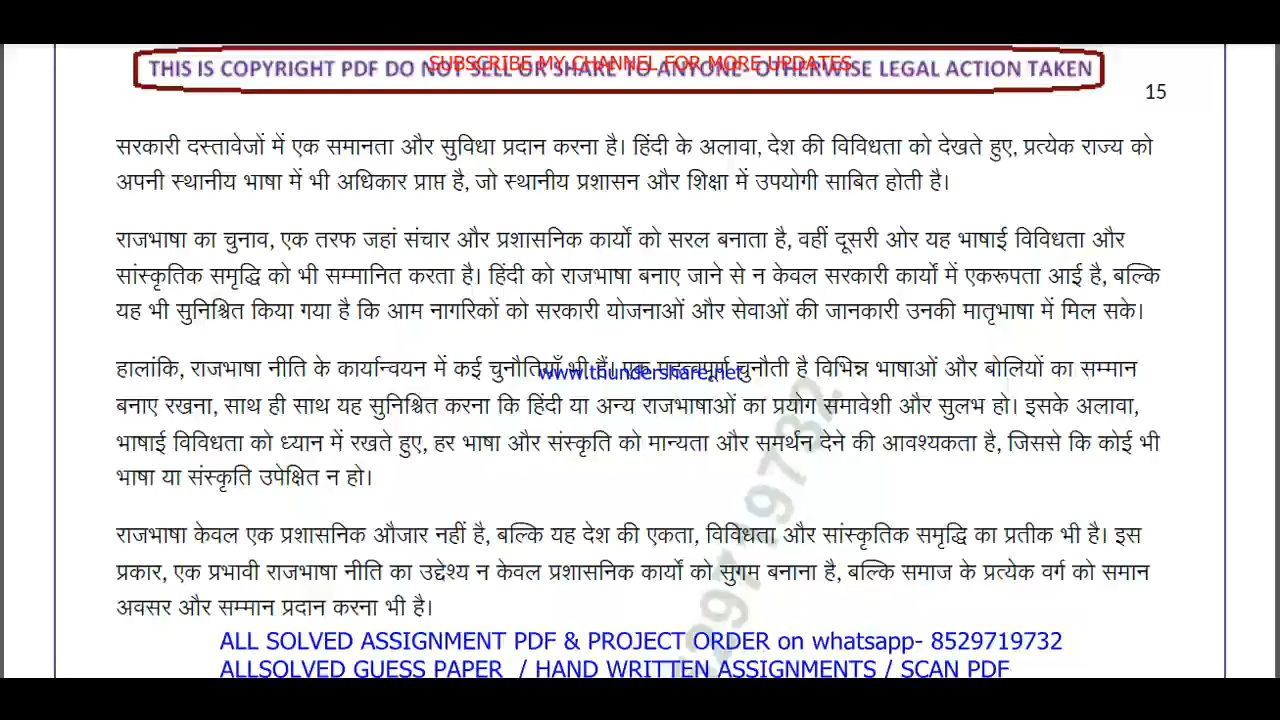 SUBSCRIBE MY CHANNEL FOR MORE UPDATES
THIS IS COPYRIGHT PDF DO NOT SELL OR SHARE TO ANYONE OTHERWISE LEGAL ACTION TAKEN
15
सरकारी दस्तावेजों में एक समानता और सुविधा प्रदान करना है। हिंदी के अलावा, देश की विविधता को देखते हुए, प्रत्येक राज्य को
अपनी स्थानीय भाषा में भी अधिकार प्राप्त है, जो स्थानीय प्रशासन और शिक्षा में उपयोगी साबित होती है।
राजभाषा का चुनाव, एक तरफ जहां संचार और प्रशासनिक कार्यों को सरल बनाता है, वहीं दूसरी ओर यह भाषाई विविधता और
सांस्कृतिक समृद्धि को भी सम्मानित करता है। हिंदी को राजभाषा बनाए जाने से न केवल सरकारी कार्यों में एकरूपता आई है, बल्कि
यह भी सुनिश्चित किया गया है कि आम नागरिकों को सरकारी योजनाओं और सेवाओं की जानकारी उनकी मातृभाषा में मिल सके।
हालांकि, राजभाषा नीति के कार्यान्वयन में कई चुनौतियाँ भी हैं। एक महत्वपूर्ण चुनौती है विभिन्न भाषाओं और बोलियों का सम्मान
www.thundershare.net
बनाए रखना, साथ ही साथ यह सुनिश्चित करना कि हिंदी या अन्य राजभाषाओं का प्रयोग समावेशी और सुलभ हो। इसके अलावा,
भाषाई विविधता को ध्यान में रखते हुए, हर भाषा और संस्कृति को मान्यता और समर्थन देने की आवश्यकता है, जिससे कि कोई भी
भाषा या संस्कृति उपेक्षित न हो।
राजभाषा केवल एक प्रशासनिक औजार नहीं है, बल्कि यह देश की एकता, विविधता और सांस्कृतिक समृद्धि का प्रतीक भी है। इस
प्रकार, एक प्रभावी राजभाषा नीति का उद्देश्य न केवल प्रशासनिक कार्यों को सुगम बनाना है, बल्कि समाज के प्रत्येक वर्ग को समान
अवसर और सम्मान प्रदान करना भी है।
ALL SOLVED ASSIGNMENT PDF & PROJECT ORDER on whatsapp- 8529719732
ALLSOLVED GUESS PAPER / HAND WRITTEN ASSIGNMENTS / SCAN PDF